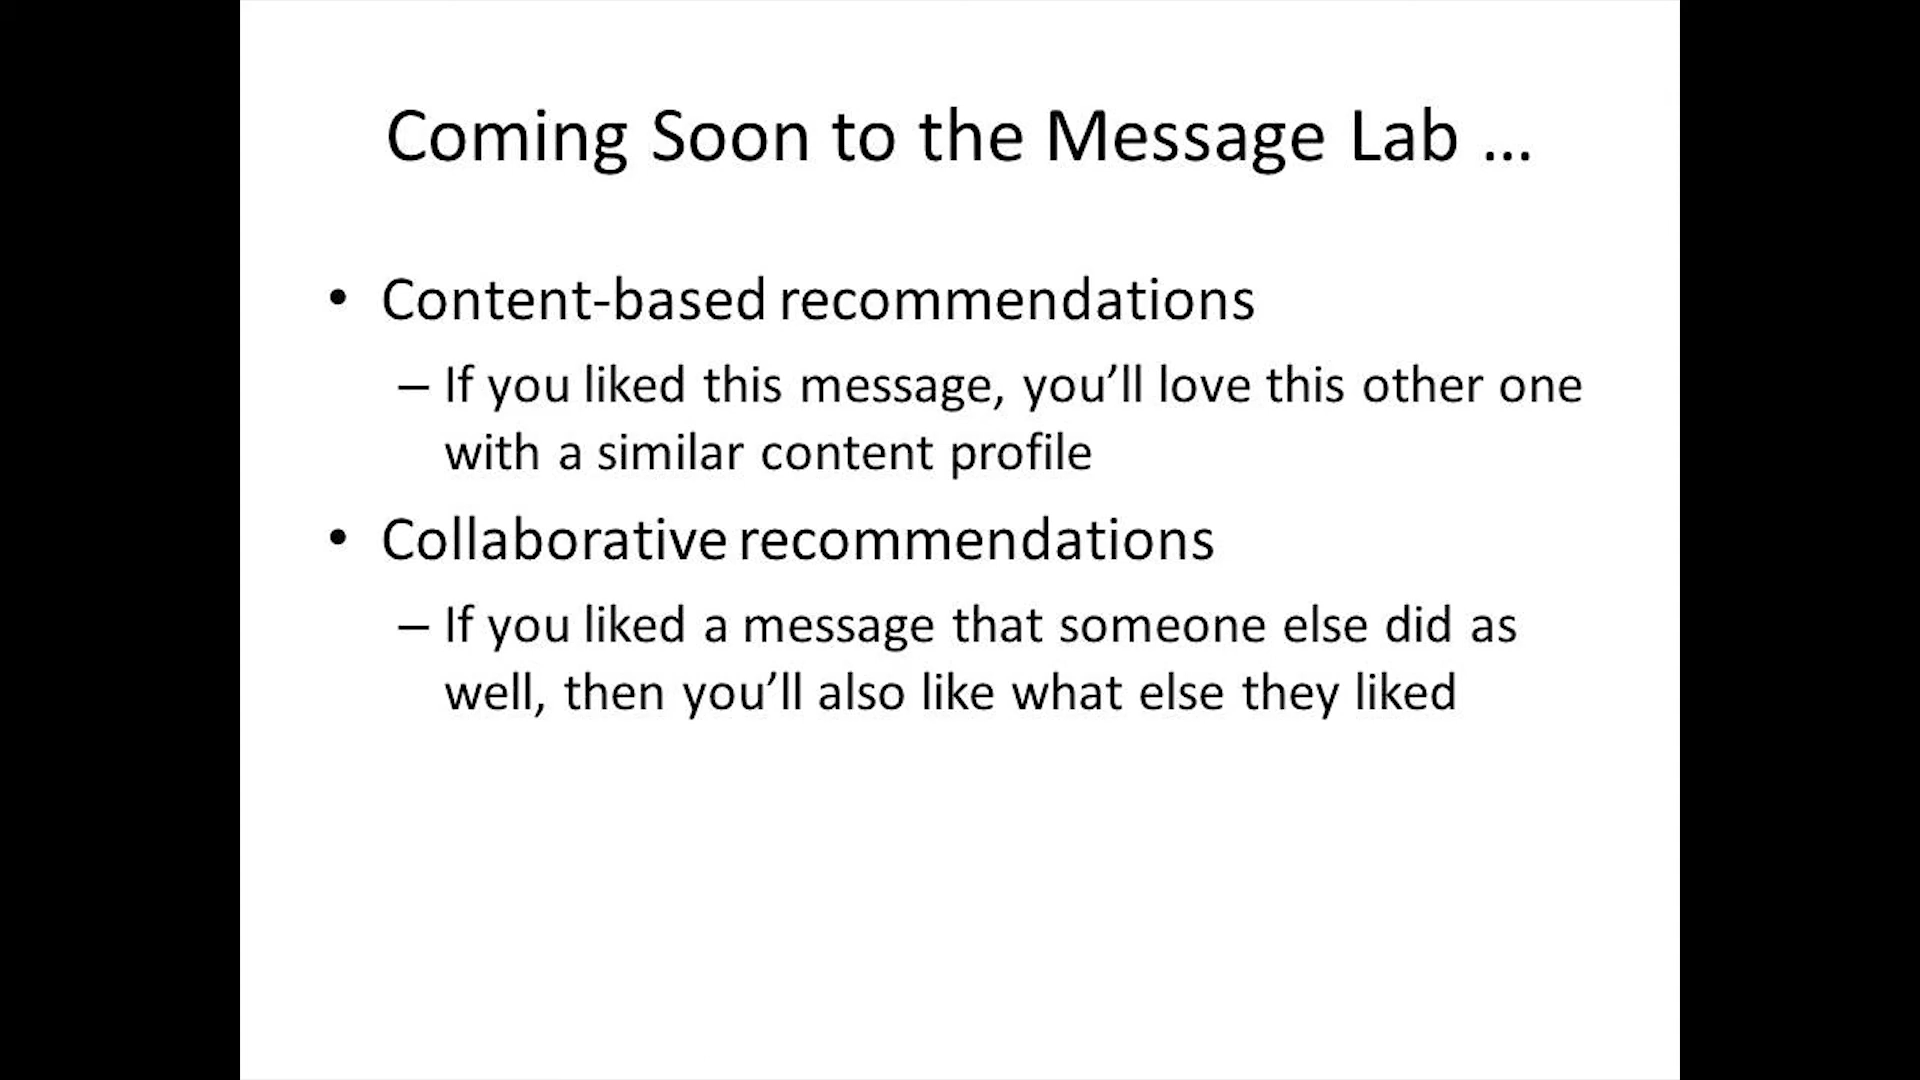 Coming Soon to the Message Lab ...
• Content-based recommendations
– If you liked this message, you’ll love this other one
with a similar content profile
• Collaborative recommendations
– If you liked a message that someone else did as
well, then you’ll also like what else they liked